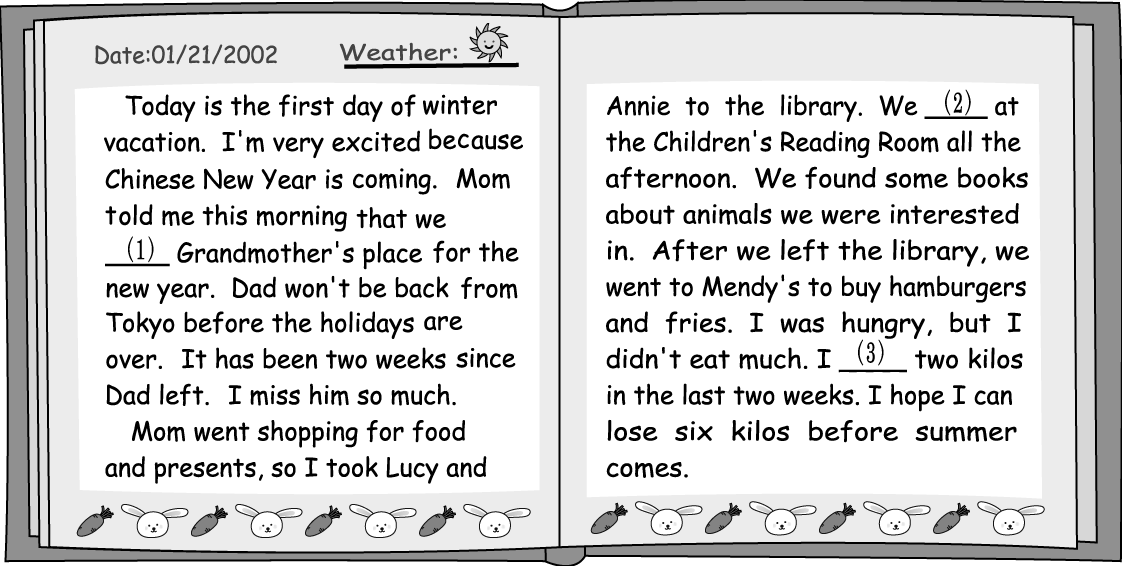 Date:01/21/2002 Weather:
Today is the first day of winter
vacation. I'm very excited because
Chinese New Year is coming. Mom
told me this morning that we
(1) Grandmother's place for the
new year. Dad won't be back from
Tokyo before the holidays are
over. It has been two weeks since
Dad left. I miss him so much.
Mom went shopping for food
and presents, so I took Lucy and
Annie to the library. We (2) at
the Children's Reading Room all the
afternoon. We found some books
about animals we were interested
in. After we left the library, we
went to Mendy's to buy hamburgers
and fries. I was hungry, but I
didn't eat much. I (3) two kilos
in the last two weeks. I hope I can
lose six kilos before summer
comes.